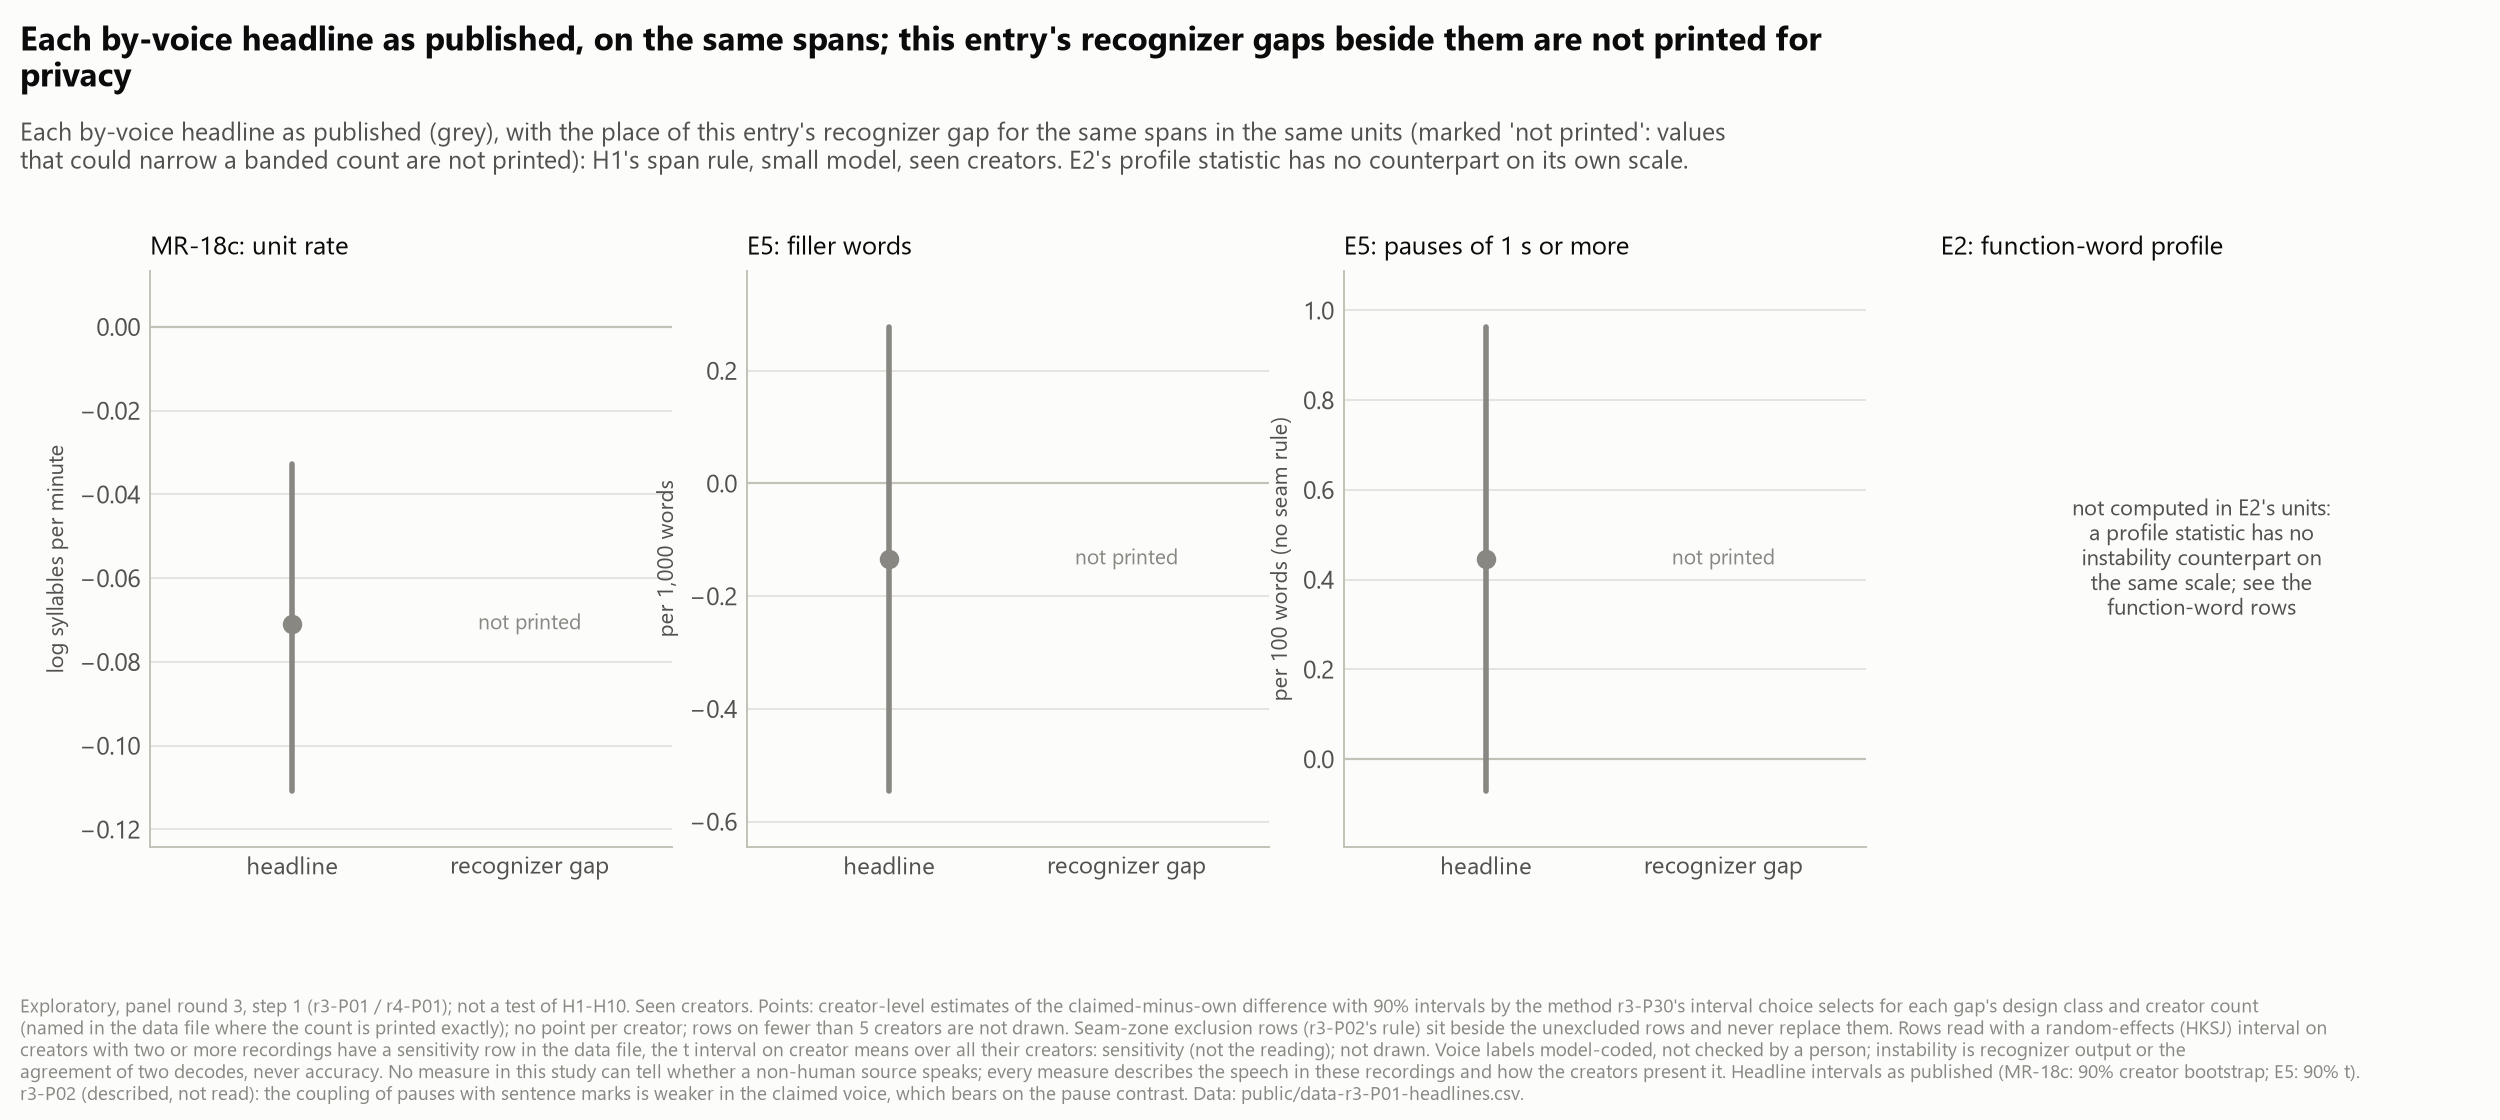 Each by-voice headline as published, on the same spans; this entry's recognizer gaps beside them are not printed for
privacy
Each by-voice headline as published (grey), with the place of this entry's recognizer gap for the same spans in the same units (marked 'not printed': values
that could narrow a banded count are not printed): H1's span rule, small model, seen creators. E2's profile statistic has no counterpart on its own scale.
MR-18c: unit rate
log syllables per minute
0.00
−0.02
−0.04
−0.06
−0.08
−0.10
−0.12
not printed
headline
recognizer gap
E5: filler words
per 1,000 words
0.2
0.0
−0.2
−0.4
−0.6
not printed
headline
recognizer gap
E5: pauses of 1 s or more
per 100 words (no seam rule)
1.0
0.8
0.6
0.4
0.2
0.0
not printed
headline
recognizer gap
E2: function-word profile
not computed in E2's units:
a profile statistic has no
instability counterpart on
the same scale; see the
function-word rows
Exploratory, panel round 3, step 1 (r3-P01 / r4-P01); not a test of H1-H10. Seen creators. Points: creator-level estimates of the claimed-minus-own difference with 90% intervals by the method r3-P30's interval choice selects for each gap's design class and creator count
(named in the data file where the count is printed exactly); no point per creator; rows on fewer than 5 creators are not drawn. Seam-zone exclusion rows (r3-P02's rule) sit beside the unexcluded rows and never replace them. Rows read with a random-effects (HKSJ) interval on
creators with two or more recordings have a sensitivity row in the data file, the t interval on creator means over all their creators: sensitivity (not the reading); not drawn. Voice labels model-coded, not checked by a person; instability is recognizer output or the
agreement of two decodes, never accuracy. No measure in this study can tell whether a non-human source speaks; every measure describes the speech in these recordings and how the creators present it. Headline intervals as published (MR-18c: 90% creator bootstrap; E5: 90% t).
r3-P02 (described, not read): the coupling of pauses with sentence marks is weaker in the claimed voice, which bears on the pause contrast. Data: public/data-r3-P01-headlines.csv.